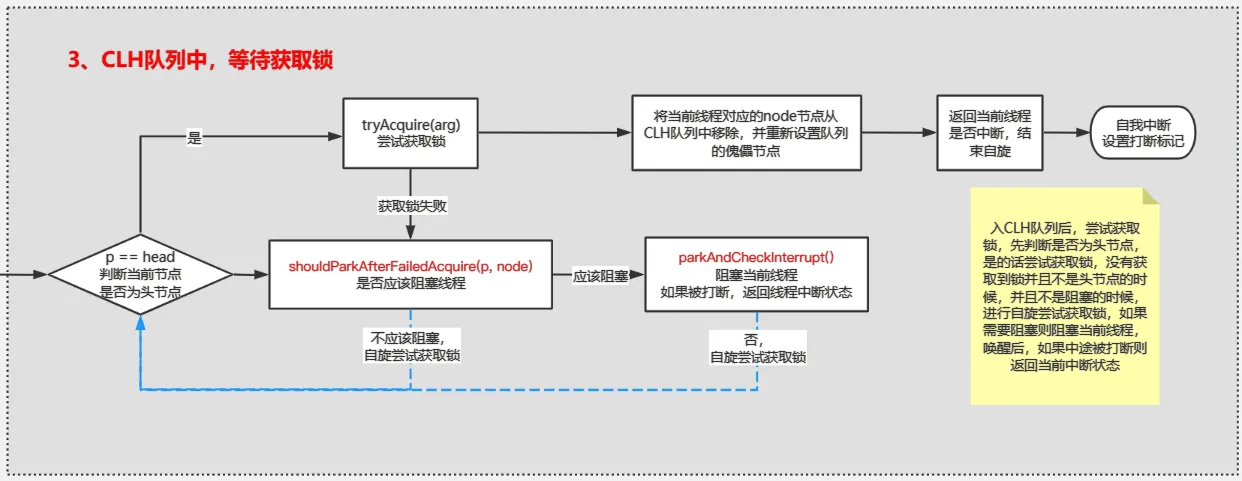 3、CLH队列中，等待获取锁
tryAcquire(arg)
尝试获取锁
将当前线程对应的node节点从
CLH队列中移除，并重新设置队列
的傀儡节点
返回当前线程
是否中断，结
束自旋
自我中断
设置打断标记
是
获取锁失败
p == head
判断当前节点
是否为头节点
shouldParkAfterFailedAcquire(p, node)
是否应该阻塞线程
应该阻塞
parkAndCheckInterrupt()
阻塞当前线程
如果被打断，返回线程中断状态
不应该阻塞，
自旋尝试获取锁
否，
自旋尝试获取锁
入CLH队列后，尝试获取
锁，先判断是否为头节点，
是的话尝试获取锁，没有获
取到锁并且不是头节点的时
候，并且不是阻塞的时候，
进行自旋尝试获取锁，如果
需要阻塞则阻塞当前线程，
唤醒后，如果中途被打断则
返回当前中断状态